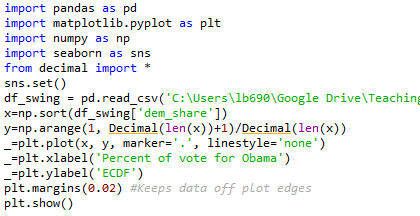 import pandas as pd
import matplotlib.pyplot as plt
import numpy as np
import seaborn as sns
from decimal import *
sns.set()
df_swing = pd.read_csv('C:\Users\lb690\Google Drive\Teaching
x=np.sort(df_swing['dem_share'])
y=np.arange(1, Decimal(len(x))+1)/Decimal(len(x))
_=plt.plot(x, y, marker='.', linestyle='none')
_=plt.xlabel('Percent of vote for Obama')
_=plt.ylabel('ECDF')
plt.margins(0.02) #Keeps data off plot edges
plt.show()